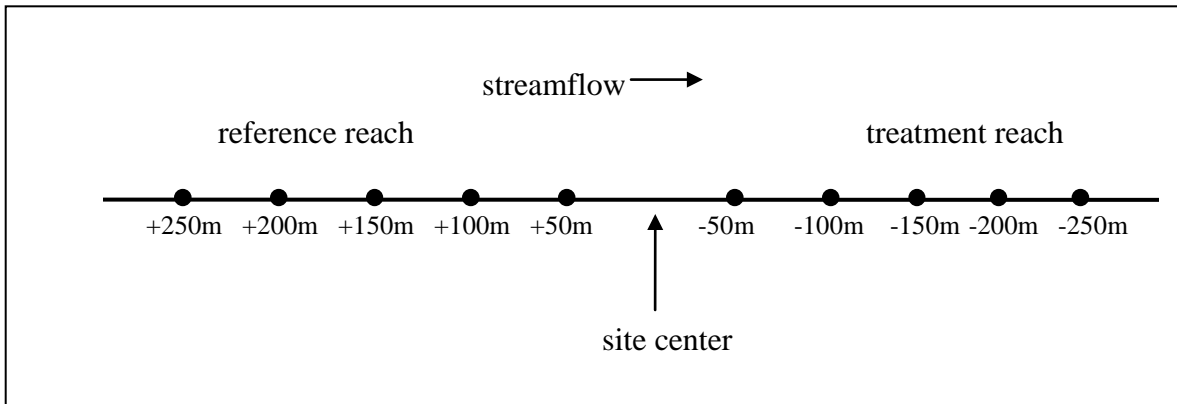 streamflow
reference reach treatment reach
+250m +200m +150m +100m +50m -50m -100m -150m -200m -250m
site center